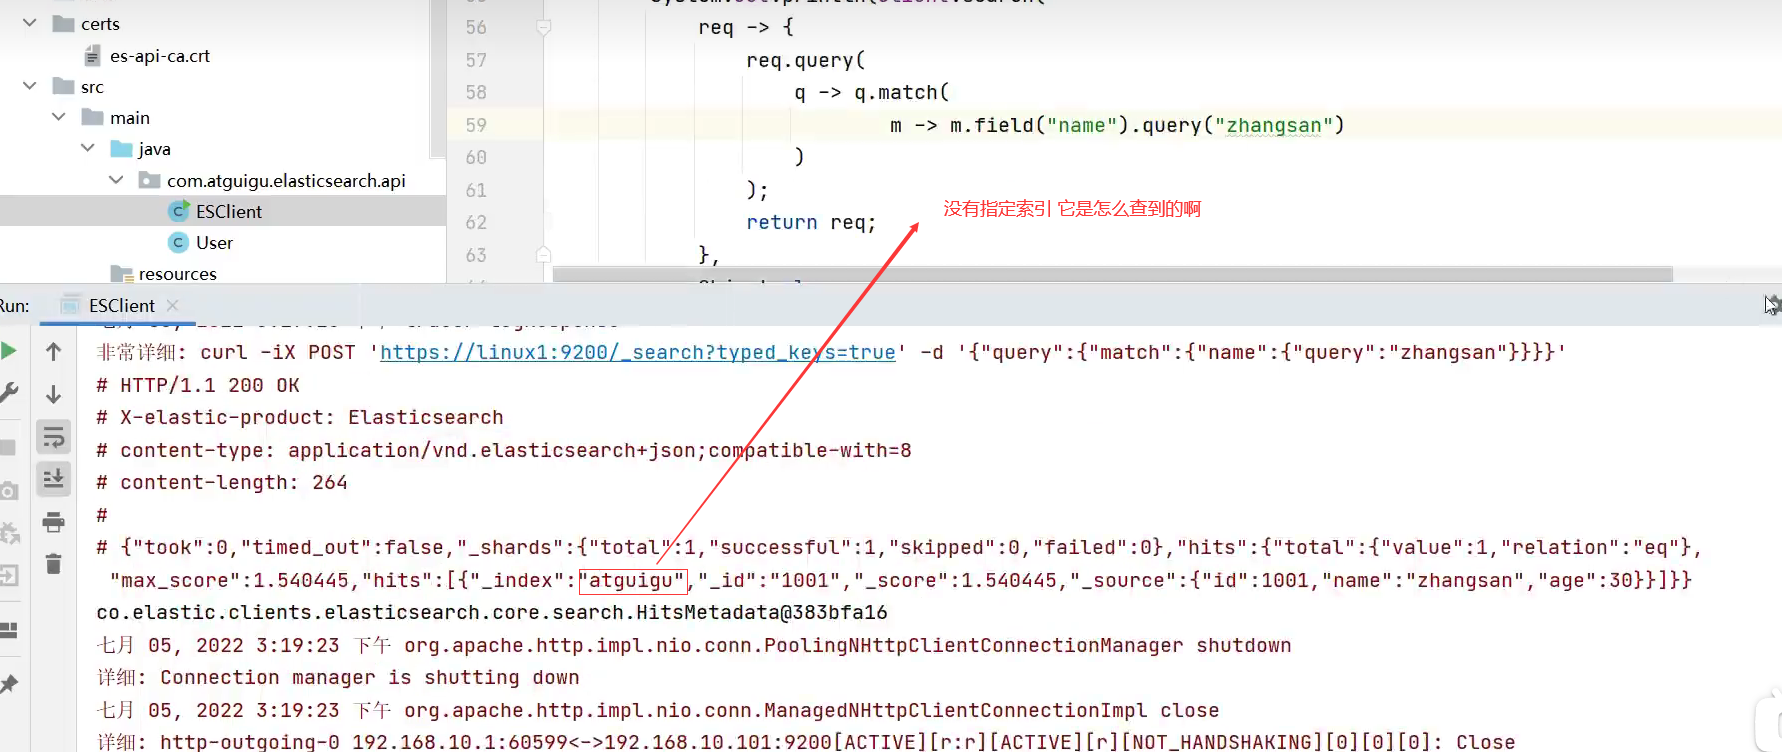 certs
es-api-ca.crt
src
main
java
com.atguigu.elasticsearch.api
ESClient
User
resources
56 req -> {
57 req.query(
58 q -> q.match(
59 m -> m.field("name").query("zhangsan")
60 )
61 );
62 return req;
63 },
没有指定索引 它是怎么查到的啊
Run: ESClient
非常详细: curl -iX POST 'https://linux1:9200/_search?typed_keys=true' -d '{"query":{"match":{"name":{"query":"zhangsan"}}}}'
# HTTP/1.1 200 OK
# X-elastic-product: Elasticsearch
# content-type: application/vnd.elasticsearch+json;compatible-with=8
# content-length: 264
#
# {"took":0,"timed_out":false,"_shards":{"total":1,"successful":1,"skipped":0,"failed":0},"hits":{"total":{"value":1,"relation":"eq"},
"max_score":1.540445,"hits":[{"_index":"atguigu","_id":"1001","_score":1.540445,"_source":{"id":1001,"name":"zhangsan","age":30}}]}}
co.elastic.clients.elasticsearch.core.search.HitsMetadata@383bfa16
七月 05, 2022 3:19:23 下午 org.apache.http.impl.nio.conn.PoolingNHttpClientConnectionManager shutdown
详细: Connection manager is shutting down
七月 05, 2022 3:19:23 下午 org.apache.http.impl.nio.conn.ManagedNHttpClientConnectionImpl close
详细: http-outgoing-0 192.168.10.1:60599<->192.168.10.101:9200[ACTIVE][r:r][ACTIVE][r][NOT_HANDSHAKING][0][0][0]: Close